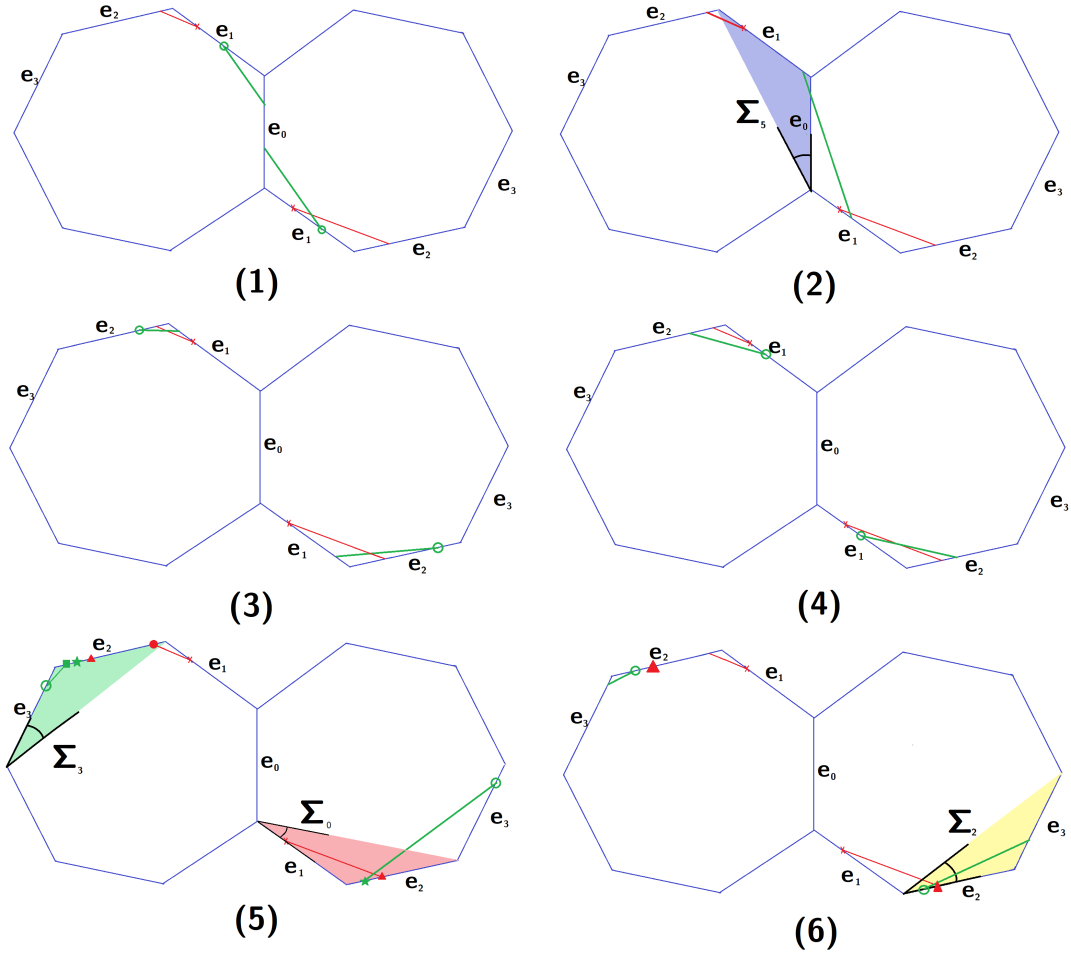 e₂ e₁ e₃ e₀ e₃ e₁ e₂
(1)
e₂ e₁ e₃ Σ₅ e₀ e₃ e₁ e₂
(2)
e₂ e₁ e₃ e₀ e₃ e₁ e₂
(3)
e₂ e₁ e₃ e₀ e₃ e₁ e₂
(4)
e₂ e₁ e₃ Σ₃ e₀ Σ₀ e₃ e₁ e₂
(5)
e₂ e₁ e₃ e₀ Σ₂ e₃ e₁ e₂
(6)